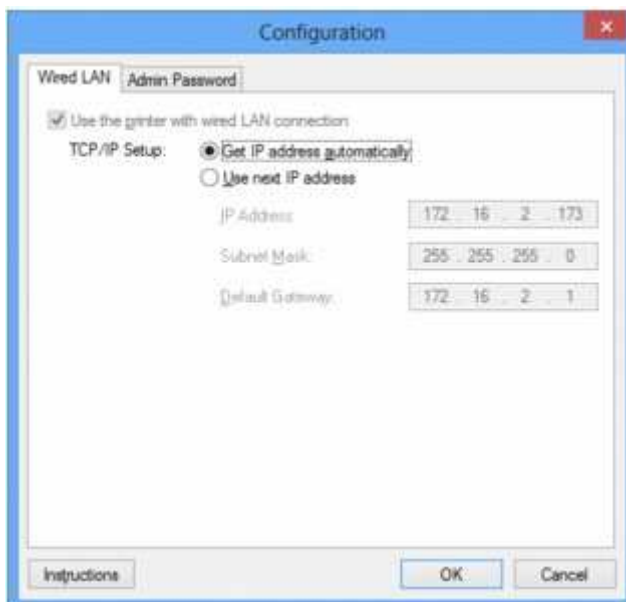 Configuration
Wired LAN Admin Password
Use the printer with wired LAN connection
TCP/IP Setup: Get IP address automatically
Use next IP address
IP Address: 172 . 16 . 2 . 173
Subnet Mask: 255 . 255 . 255 . 0
Default Gateway: 172 . 16 . 2 . 1
Instructions OK Cancel